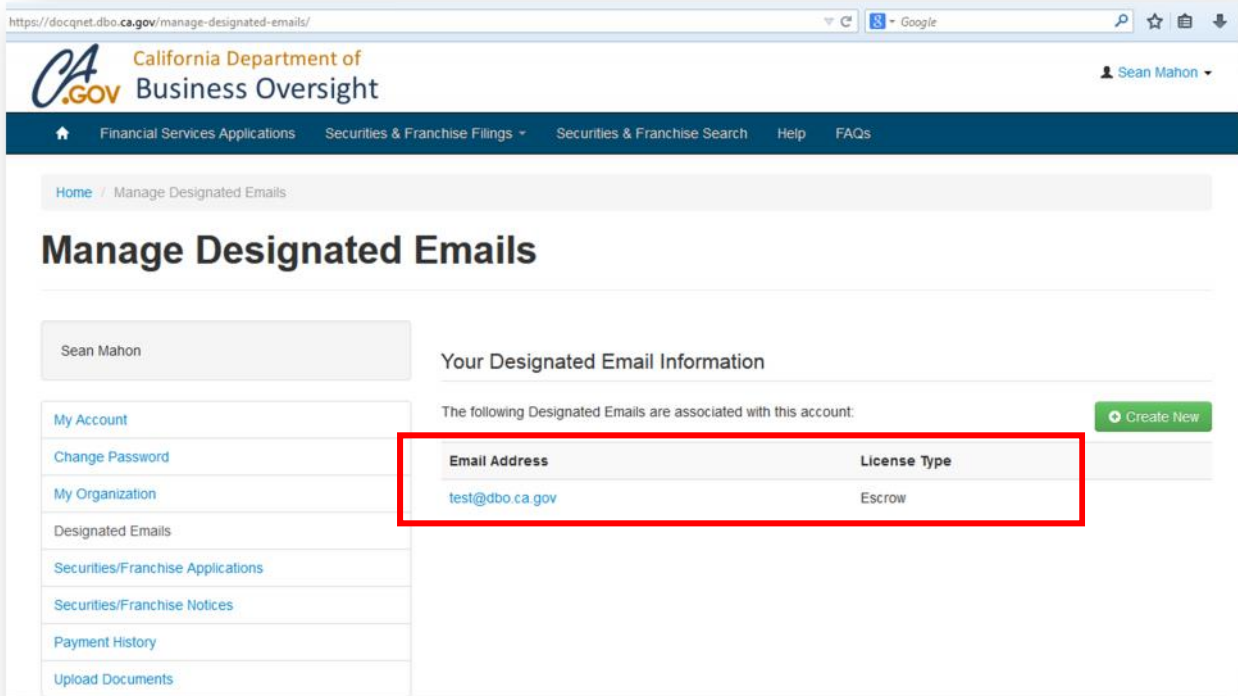 https://docqnet.dbo.ca.gov/manage-designated-emails/
8 - Google
CA.GOV
California Department of
Business Oversight
Sean Mahon
Financial Services Applications
Securities & Franchise Filings
Securities & Franchise Search
Help
FAQs
Home / Manage Designated Emails
Manage Designated Emails
Sean Mahon
My Account
Change Password
My Organization
Designated Emails
Securities/Franchise Applications
Securities/Franchise Notices
Payment History
Upload Documents
Your Designated Email Information
The following Designated Emails are associated with this account:
Create New
Email Address License Type
test@dbo.ca.gov Escrow